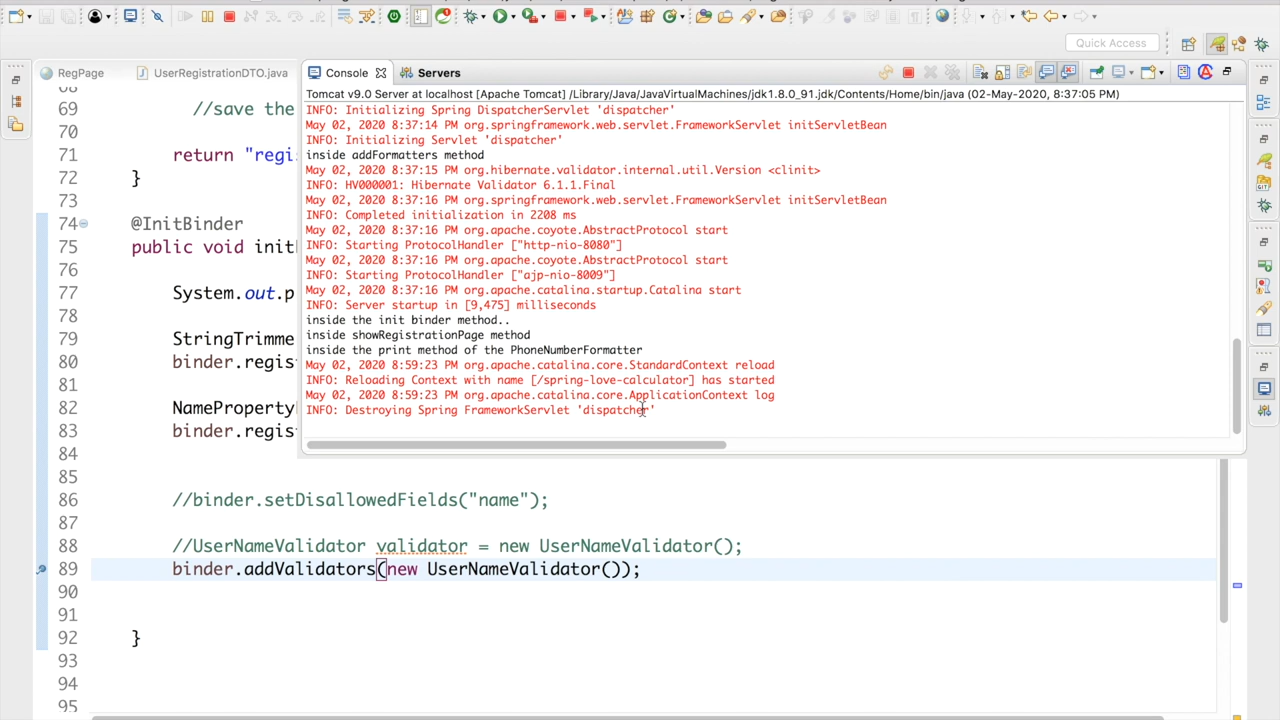 Quick Access
RegPage
UserRegistrationDTO.java
Console
Servers
Tomcat v9.0 Server at localhost [Apache Tomcat] /Library/Java/JavaVirtualMachines/jdk1.8.0_91.jdk/Contents/Home/bin/java (02-May-2020, 8:37:05 PM)
INFO: Initializing Spring DispatcherServlet 'dispatcher'
May 02, 2020 8:37:14 PM org.springframework.web.servlet.FrameworkServlet initServletBean
INFO: Initializing Servlet 'dispatcher'
inside addFormatters method
May 02, 2020 8:37:15 PM org.hibernate.validator.internal.util.Version <clinit>
INFO: HV000001: Hibernate Validator 6.1.1.Final
May 02, 2020 8:37:16 PM org.springframework.web.servlet.FrameworkServlet initServletBean
INFO: Completed initialization in 2208 ms
May 02, 2020 8:37:16 PM org.apache.coyote.AbstractProtocol start
INFO: Starting ProtocolHandler ["http-nio-8080"]
May 02, 2020 8:37:16 PM org.apache.coyote.AbstractProtocol start
INFO: Starting ProtocolHandler ["ajp-nio-8009"]
May 02, 2020 8:37:16 PM org.apache.catalina.startup.Catalina start
INFO: Server startup in [9,475] milliseconds
inside the init binder method..
inside showRegistrationPage method
inside the print method of the PhoneNumberFormatter
May 02, 2020 8:59:23 PM org.apache.catalina.core.StandardContext reload
INFO: Reloading Context with name [/spring-love-calculator] has started
May 02, 2020 8:59:23 PM org.apache.catalina.core.ApplicationContext log
INFO: Destroying Spring FrameworkServlet 'dispatcher'
68
69 //save the
70
71 return "regi
72 }
73
74 @InitBinder
75 public void init
76
77 System.out.p
78
79 StringTrimme
80 binder.regis
81
82 NameProperty
83 binder.regis
84
85
86 //binder.setDisallowedFields("name");
87
88 //UserNameValidator validator = new UserNameValidator();
89 binder.addValidators(new UserNameValidator());
90
91
92 }
93
94
95